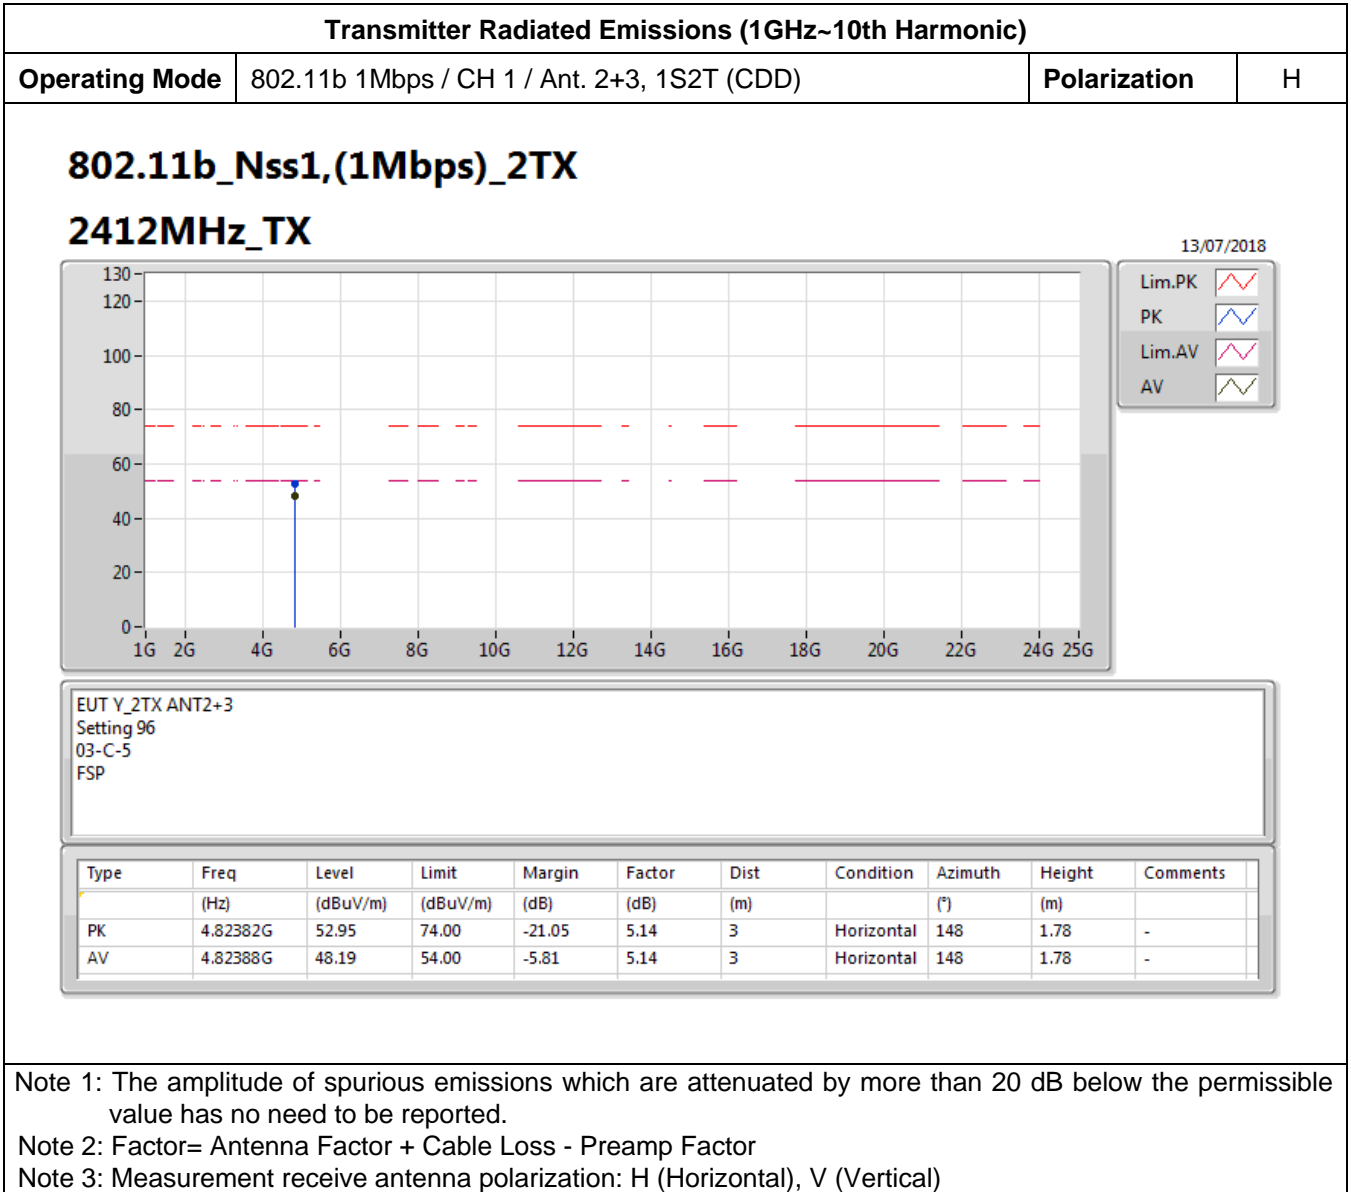 Transmitter Radiated Emissions (1GHz~10th Harmonic)
Operating Mode 802.11b 1Mbps / CH 1 / Ant. 2+3, 1S2T (CDD) Polarization H
802.11b_Nss1,(1Mbps)_2TX
2412MHz_TX
13/07/2018
130
120
100
80
60
40
20
0
1G 2G 4G 6G 8G 10G 12G 14G 16G 18G 20G 22G 24G 25G
Lim.PK
PK
Lim.AV
AV
EUT Y_2TX ANT2+3
Setting 96
03-C-5
FSP
Type Freq Level Limit Margin Factor Dist Condition Azimuth Height Comments
(Hz) (dBuV/m) (dBuV/m) (dB) (dB) (m) (°) (m)
PK 4.82382G 52.95 74.00 -21.05 5.14 3 Horizontal 148 1.78 -
AV 4.82388G 48.19 54.00 -5.81 5.14 3 Horizontal 148 1.78 -
Note 1: The amplitude of spurious emissions which are attenuated by more than 20 dB below the permissible
value has no need to be reported.
Note 2: Factor= Antenna Factor + Cable Loss - Preamp Factor
Note 3: Measurement receive antenna polarization: H (Horizontal), V (Vertical)